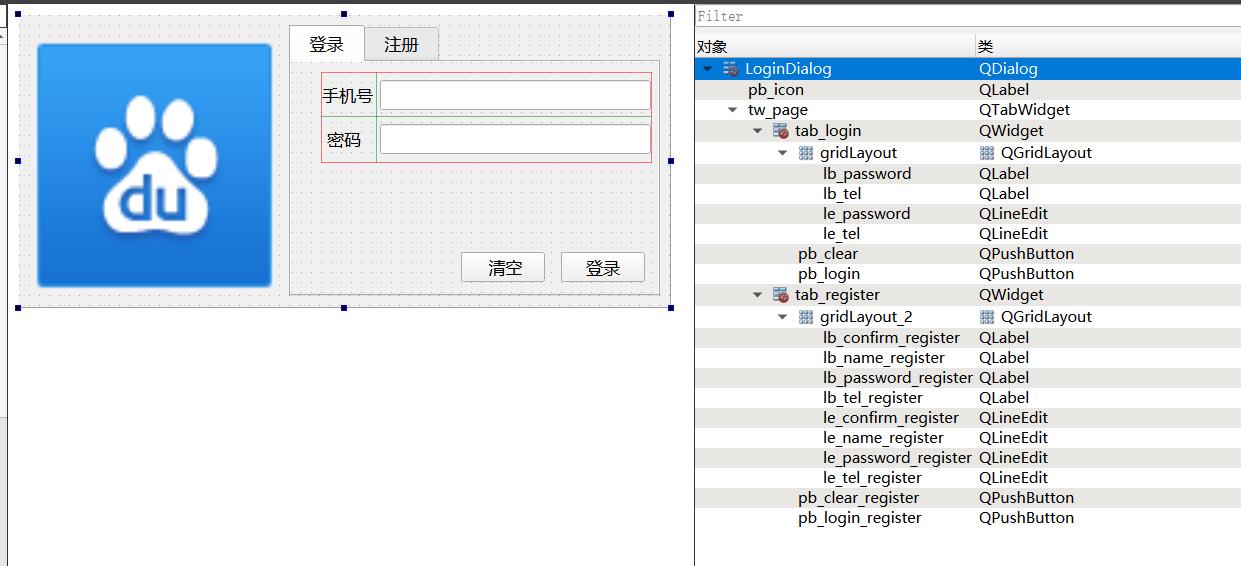 登录 注册
手机号
密码
清空 登录
du
Filter
对象 类
LoginDialog QDialog
pb_icon QLabel
tw_page QTabWidget
tab_login QWidget
gridLayout QGridLayout
lb_password QLabel
lb_tel QLabel
le_password QLineEdit
le_tel QLineEdit
pb_clear QPushButton
pb_login QPushButton
tab_register QWidget
gridLayout_2 QGridLayout
lb_confirm_register QLabel
lb_name_register QLabel
lb_password_register QLabel
lb_tel_register QLabel
le_confirm_register QLineEdit
le_name_register QLineEdit
le_password_register QLineEdit
le_tel_register QLineEdit
pb_clear_register QPushButton
pb_login_register QPushButton